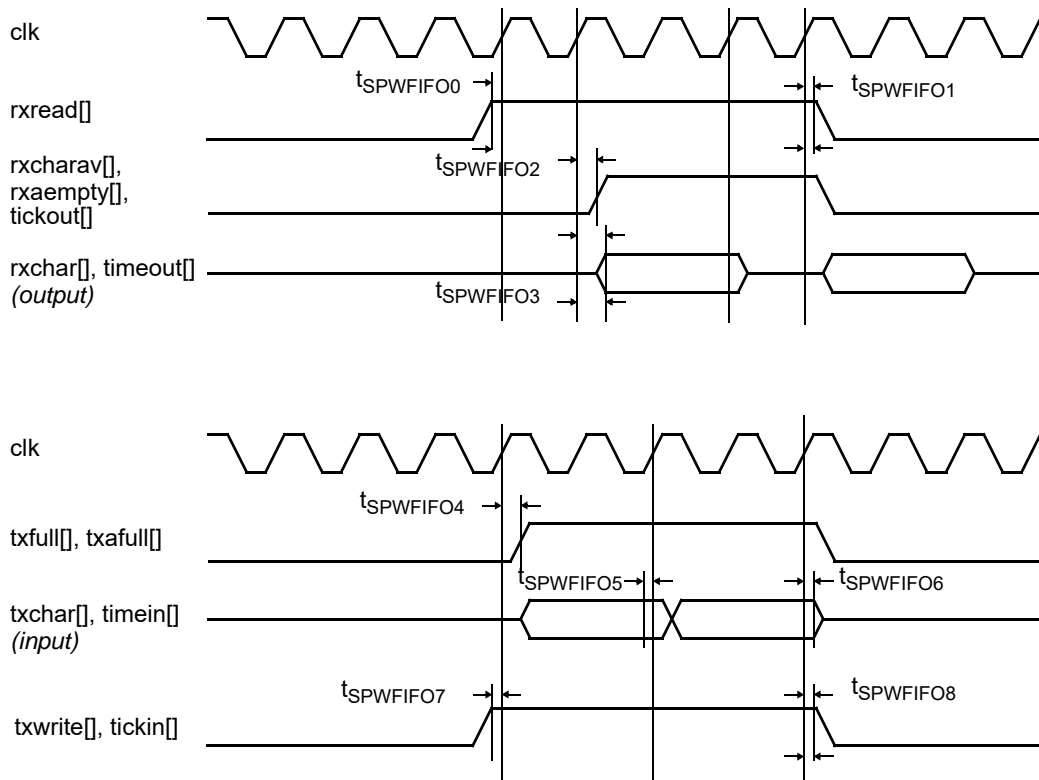 clk
tSPWFIFO0
tSPWFIFO1
rxread[]
tSPWFIFO2
rxcharav[],
rxaempty[],
tickout[]
rxchar[], timeout[]
(output)
tSPWFIFO3
clk
tSPWFIFO4
txfull[], txafull[]
tSPWFIFO5
tSPWFIFO6
txchar[], timein[]
(input)
tSPWFIFO7
tSPWFIFO8
txwrite[], tickin[]